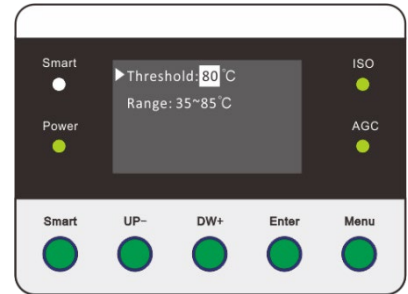 Smart
ISO
Threshold: 80 ℃
Range: 35~85℃
Power
AGC
Smart
UP-
DW+
Enter
Menu